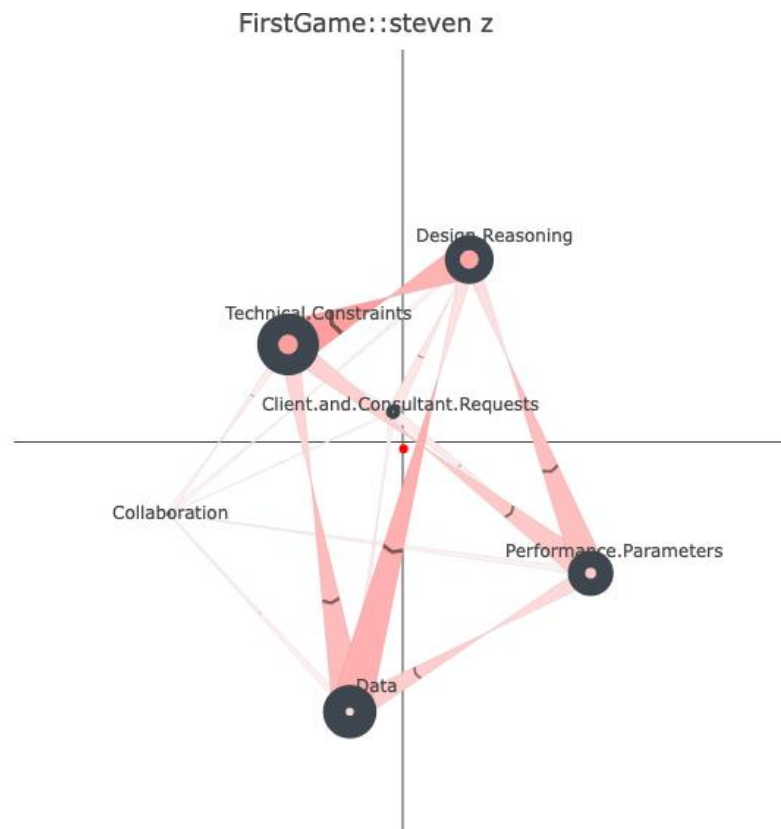 FirstGame::steven z
Design.Reasoning
Technical.Constraints
Client.and.Consultant.Requests
Collaboration
Performance.Parameters
Data